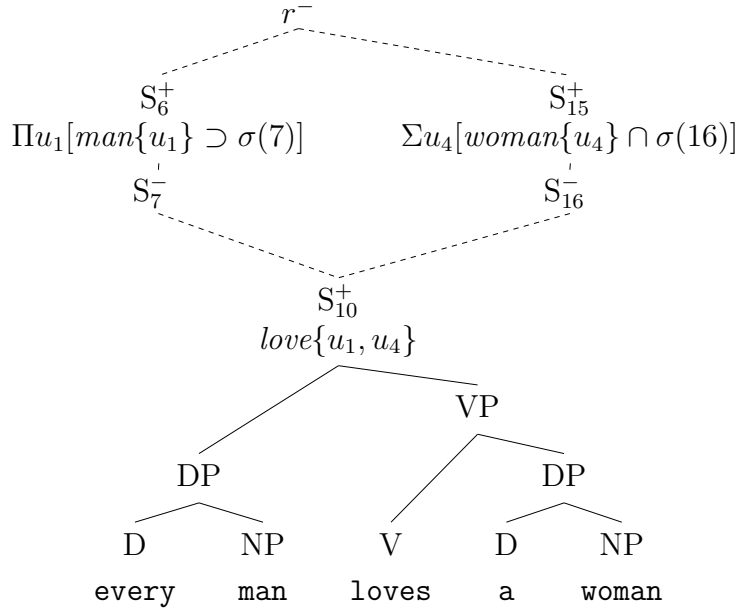 r⁻
S₆⁺ S₁₅⁺
Πu₁[man{u₁} ⊃ σ(7)] Σu₄[woman{u₄} ∩ σ(16)]
S₇⁻ S₁₆⁻
S₁₀⁺
love{u₁, u₄}
VP
DP DP
D NP V D NP
every man loves a woman